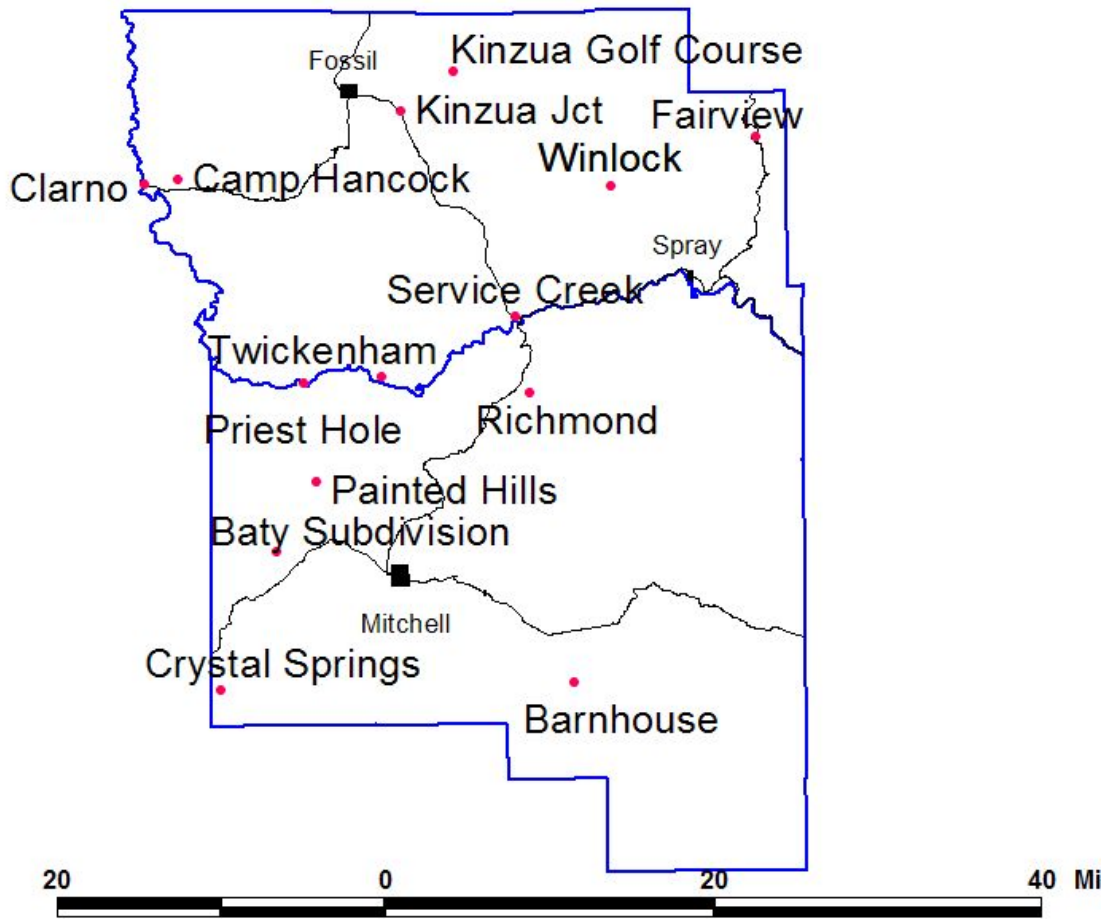 Kinzua Golf Course
Fossil
Kinzua Jct
Fairview
Winlock
Camp Hancock
Clarno
Spray
Service Creek
Twickenham
Richmond
Priest Hole
Painted Hills
Baty Subdivision
Mitchell
Crystal Springs
Barnhouse
20 0 20 40 Mi